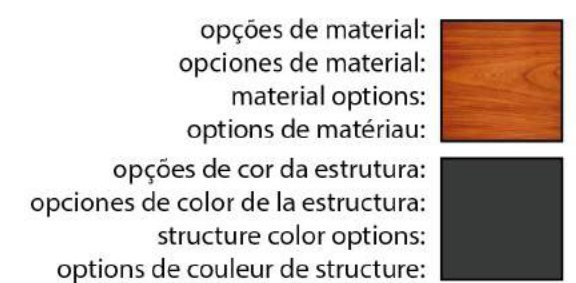 opções de material:
opciones de material:
material options:
options de matériau:
opções de cor da estrutura:
opciones de color de la estructura:
structure color options:
options de couleur de structure: